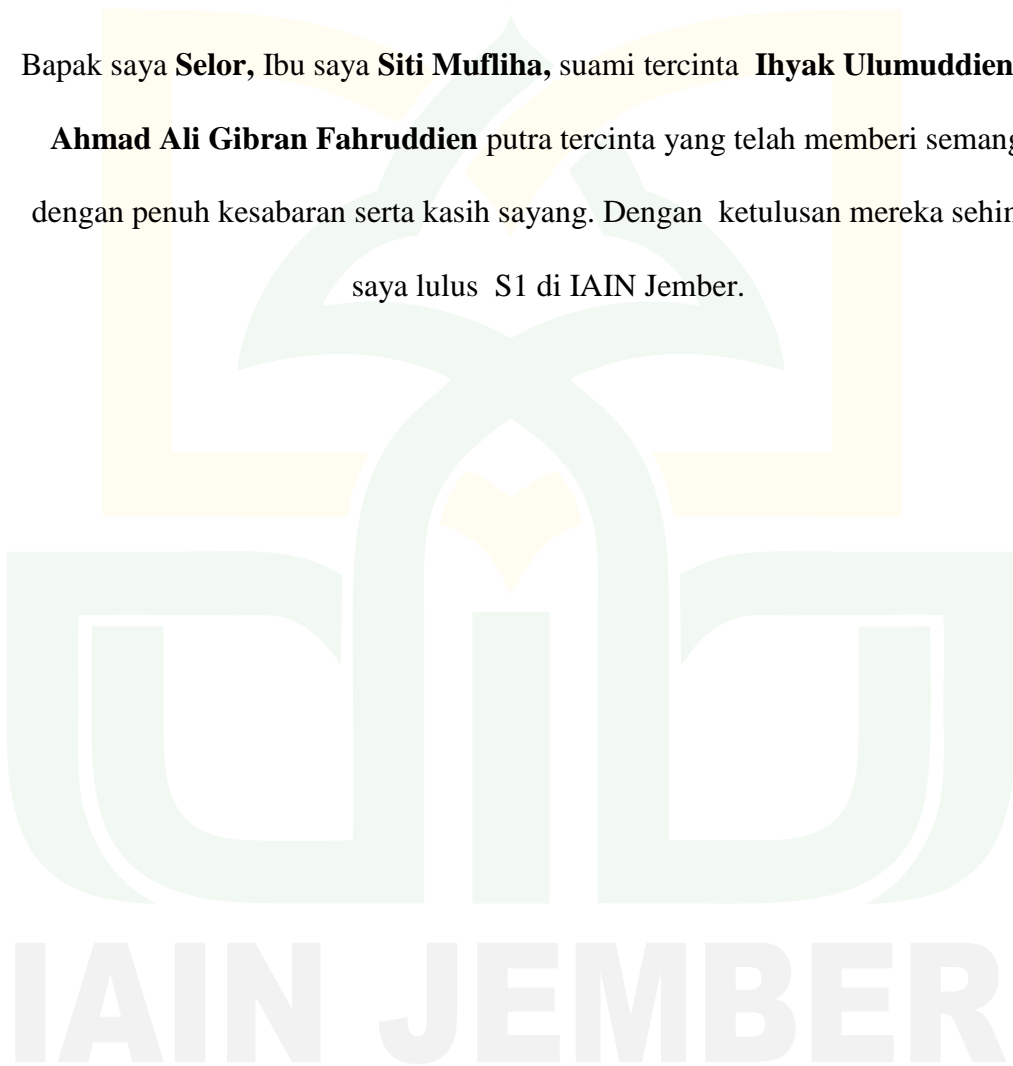 Bapak saya Selor, Ibu saya Siti Mufliha, suami tercinta Ihyak Ulumuddien
Ahmad Ali Gibran Fahruddien putra tercinta yang telah memberi
dengan penuh kesabaran serta kasih sayang. Dengan ketulusan mereka
saya lulus S1 di IAIN Jember.
IAIN JEMBER